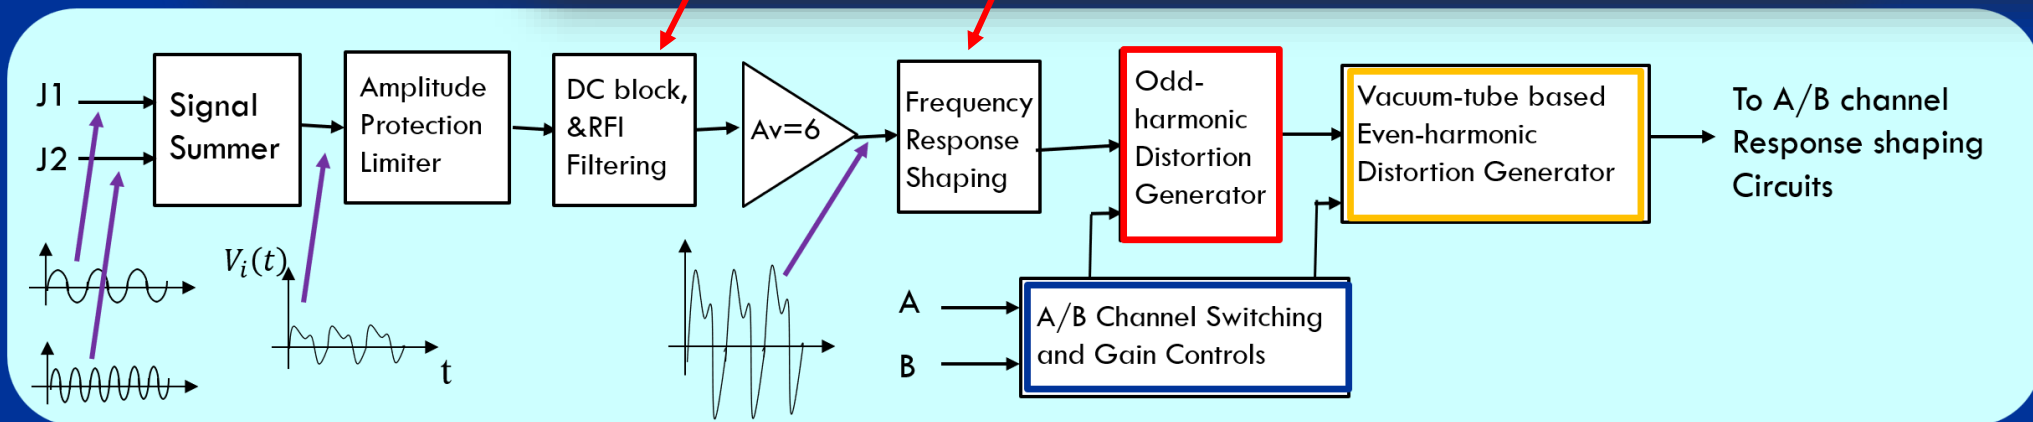 J1
J2
Signal
Summer
Amplitude
Protection
Limiter
DC block,
&RFI
Filtering
Av=6
Frequency
Response
Shaping
Odd-
harmonic
Distortion
Generator
Vacuum-tube based
Even-harmonic
Distortion Generator
To A/B channel
Response shaping
Circuits
V_i(t)
t
A
B
A/B Channel Switching
and Gain Controls